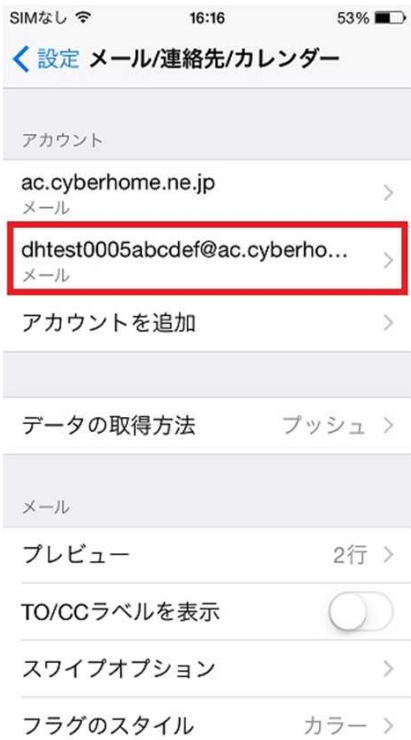 SIMなし 16:16 53%
設定 メール/連絡先/カレンダー
アカウント
ac.cyberhome.ne.jp
メール
dhtest0005abcdef@ac.cyberho...
メール
アカウントを追加
データの取得方法 プッシュ
メール
プレビュー 2行
TO/CCラベルを表示
スワイプオプション
フラグのスタイル カラー